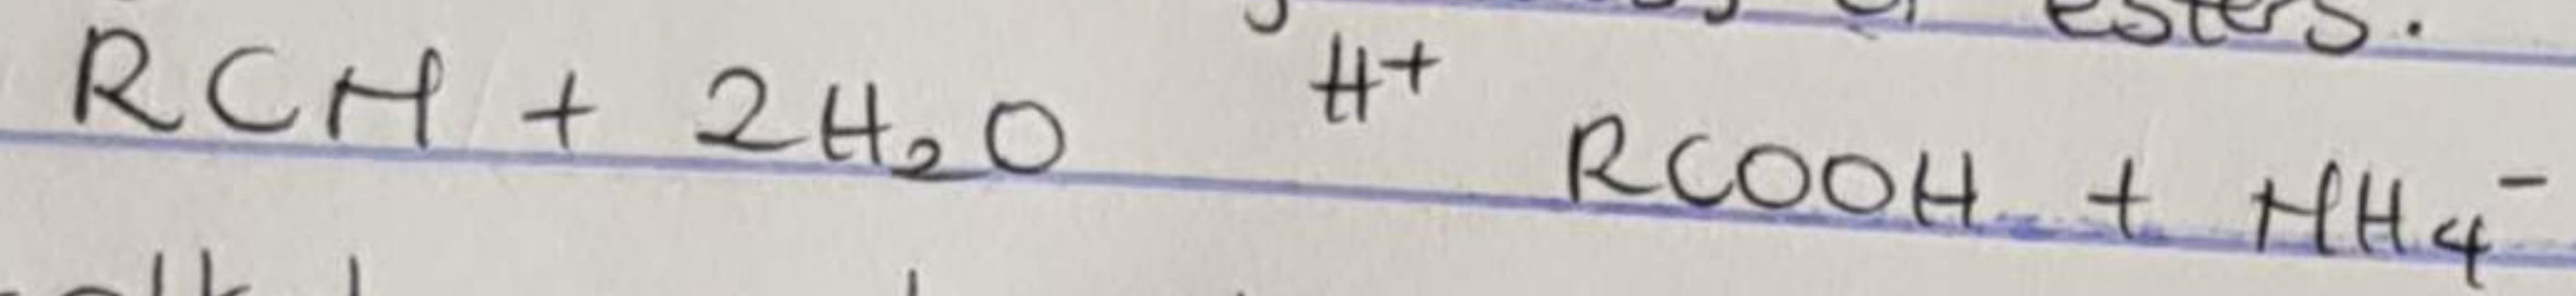 esters.
RCN + 2H₂O H⁺ RCOOH + NH₄⁻